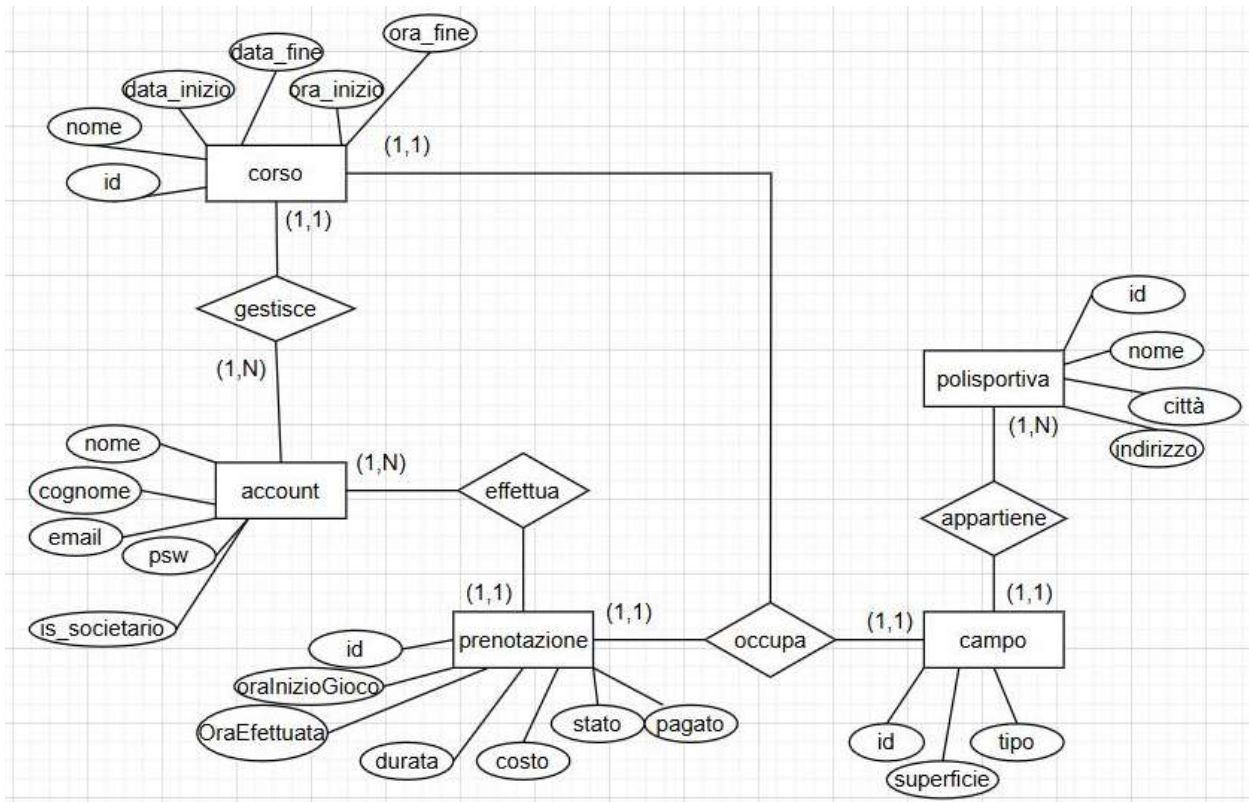 ora_fine
data_fine
data_inizio
ora_inizio
nome
(1,1)
corso
id
(1,1)
gestisce
id
(1,N)
nome
polisportiva
città
(1,N)
indirizzo
nome
(1,N)
cognome
account
effettua
email
psw
appartiene
(1,1)
(1,1)
(1,1)
(1,1)
is_societario
id
prenotazione
occupa
campo
oraInizioGioco
OraEfettuata
stato
pagato
durata
costo
id
tipo
superficie